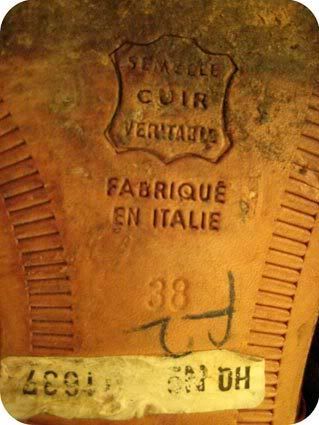 SEMELLE
CUIR
VERITABLE
FABRIQUÉ
EN ITALIE
38